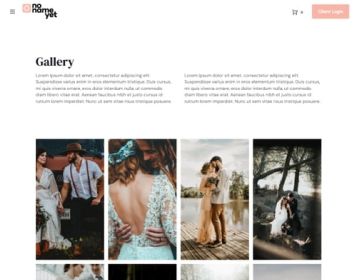 no
name
yet
0
Client Login
Gallery
Lorem ipsum dolor sit amet, consectetur adipiscing elit.
Suspendisse varius enim in eros elementum tristique. Duis cursus,
mi quis viverra ornare, eros dolor interdum nulla, ut commodo
diam libero vitae erat. Aenean faucibus nibh et justo cursus id
rutrum lorem imperdiet. Nunc ut sem vitae risus tristique posuere.
Lorem ipsum dolor sit amet, consectetur adipiscing elit.
Suspendisse varius enim in eros elementum tristique. Duis cursus,
mi quis viverra ornare, eros dolor interdum nulla, ut commodo
diam libero vitae erat. Aenean faucibus nibh et justo cursus id
rutrum lorem imperdiet. Nunc ut sem vitae risus tristique posuere.